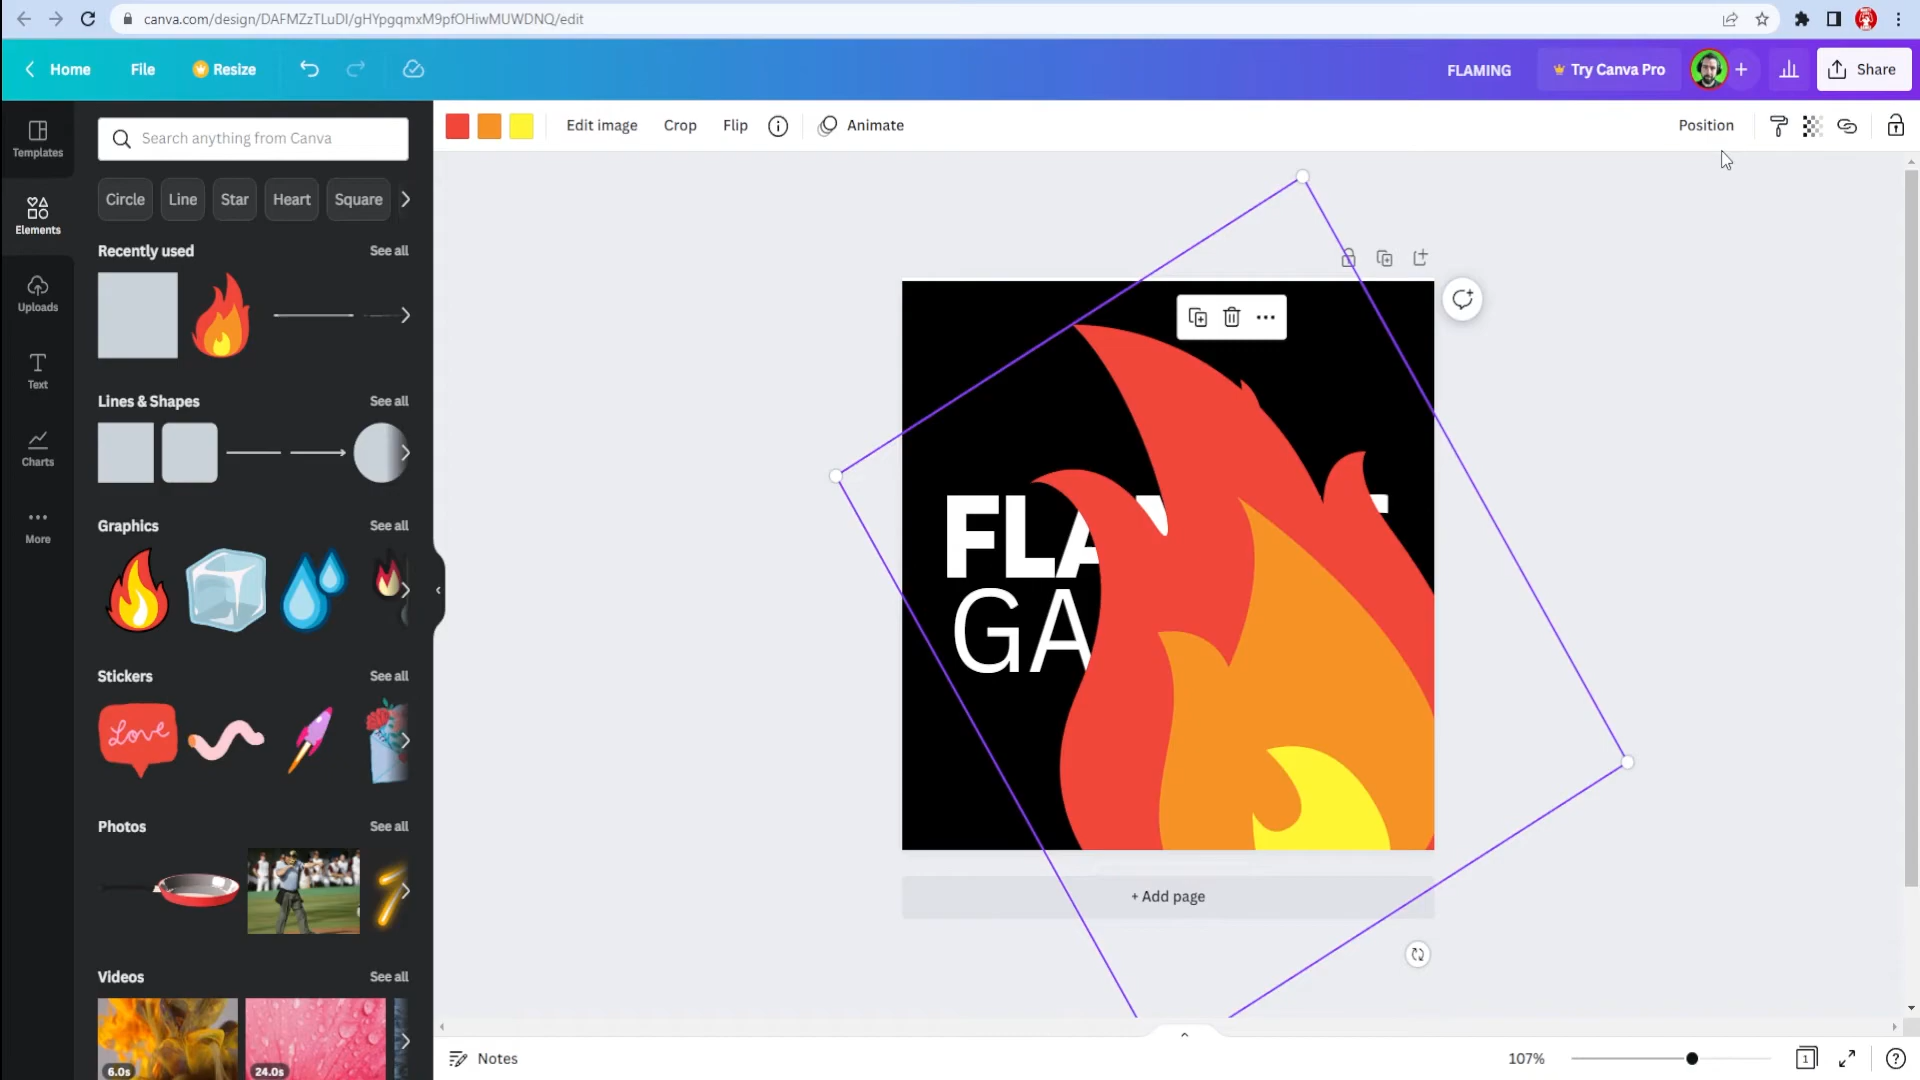 canva.com/design/DAFMZzTLuDI/gHYpgqmxM9pfOHiwMUWDNQ/edit
Home File Resize FLAMING Try Canva Pro Share
Templates
Elements
Uploads
Text
Charts
More
Search anything from Canva
Circle Line Star Heart Square
Recently used See all
Lines & Shapes See all
Graphics See all
Stickers See all
Love
Photos See all
Videos See all
6.0s 24.0s
Edit image Crop Flip Animate Position
FLA
GA
+ Add page
Notes 107% 1 ?